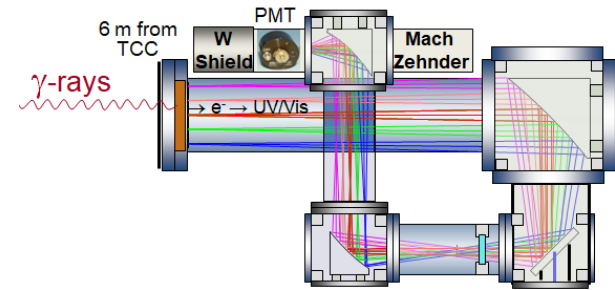 6 m from
TCC
PMT
W
Shield
Mach
Zehnder
γ-rays
→ e⁻ → UV/Vis